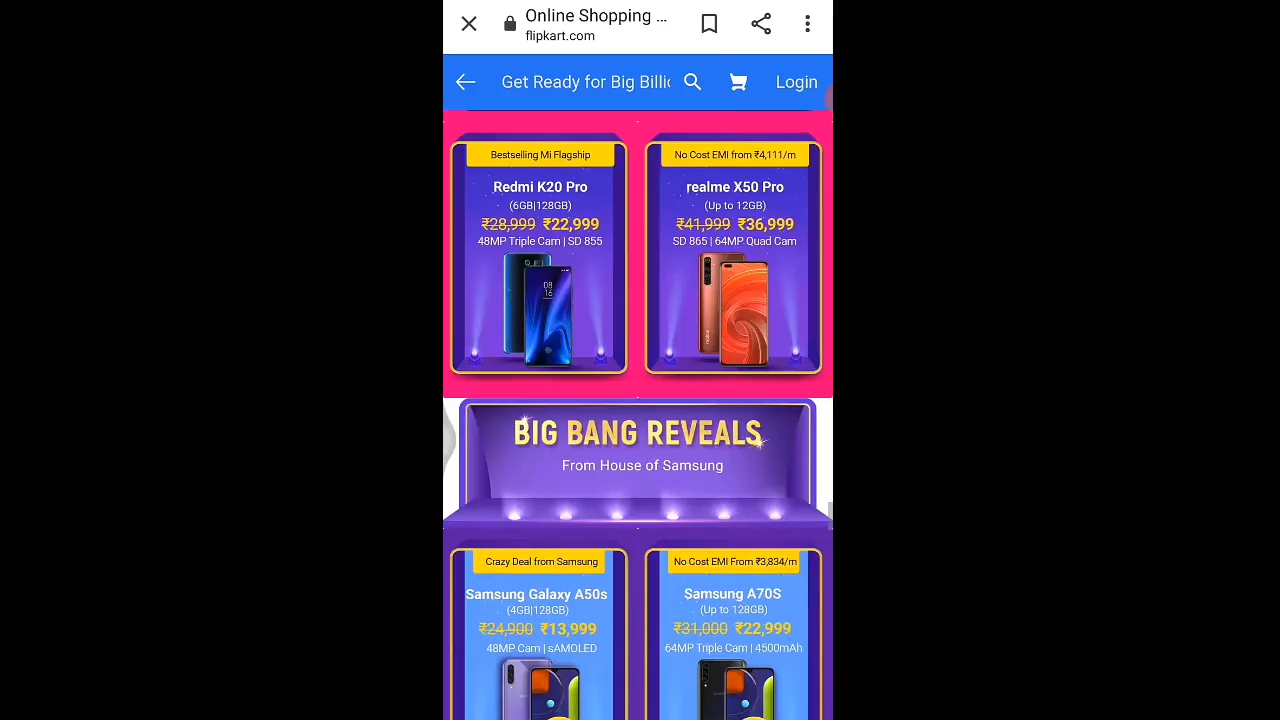 Online Shopping ...
flipkart.com
Get Ready for Big Billi
Login
Bestselling Mi Flagship
Redmi K20 Pro
(6GB|128GB)
₹28,999 ₹22,999
48MP Triple Cam | SD 855
08
16
No Cost EMI from ₹4,111/m
realme X50 Pro
(Up to 12GB)
₹41,999 ₹36,999
SD 865 | 64MP Quad Cam
realme
BIG BANG REVEALS
From House of Samsung
Crazy Deal from Samsung
Samsung Galaxy A50s
(4GB|128GB)
₹24,900 ₹13,999
48MP Cam | sAMOLED
No Cost EMI From ₹3,834/m
Samsung A70S
(Up to 128GB)
₹31,000 ₹22,999
64MP Triple Cam | 4500mAh